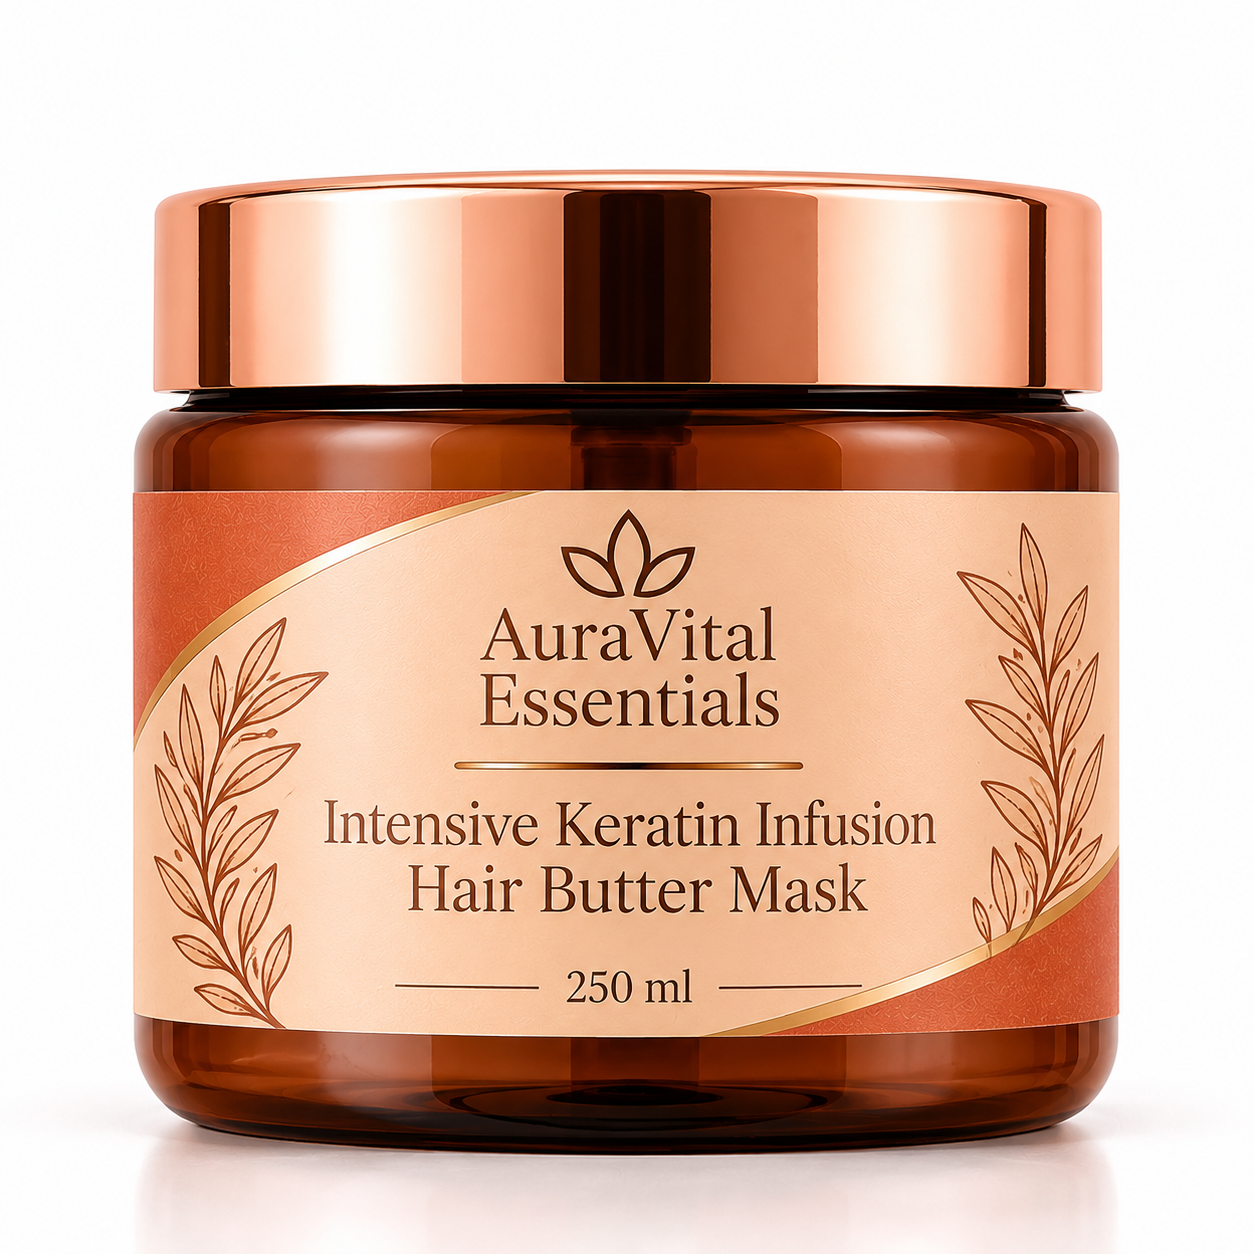 AuraVital
Essentials
Intensive Keratin Infusion
Hair Butter Mask
250 ml